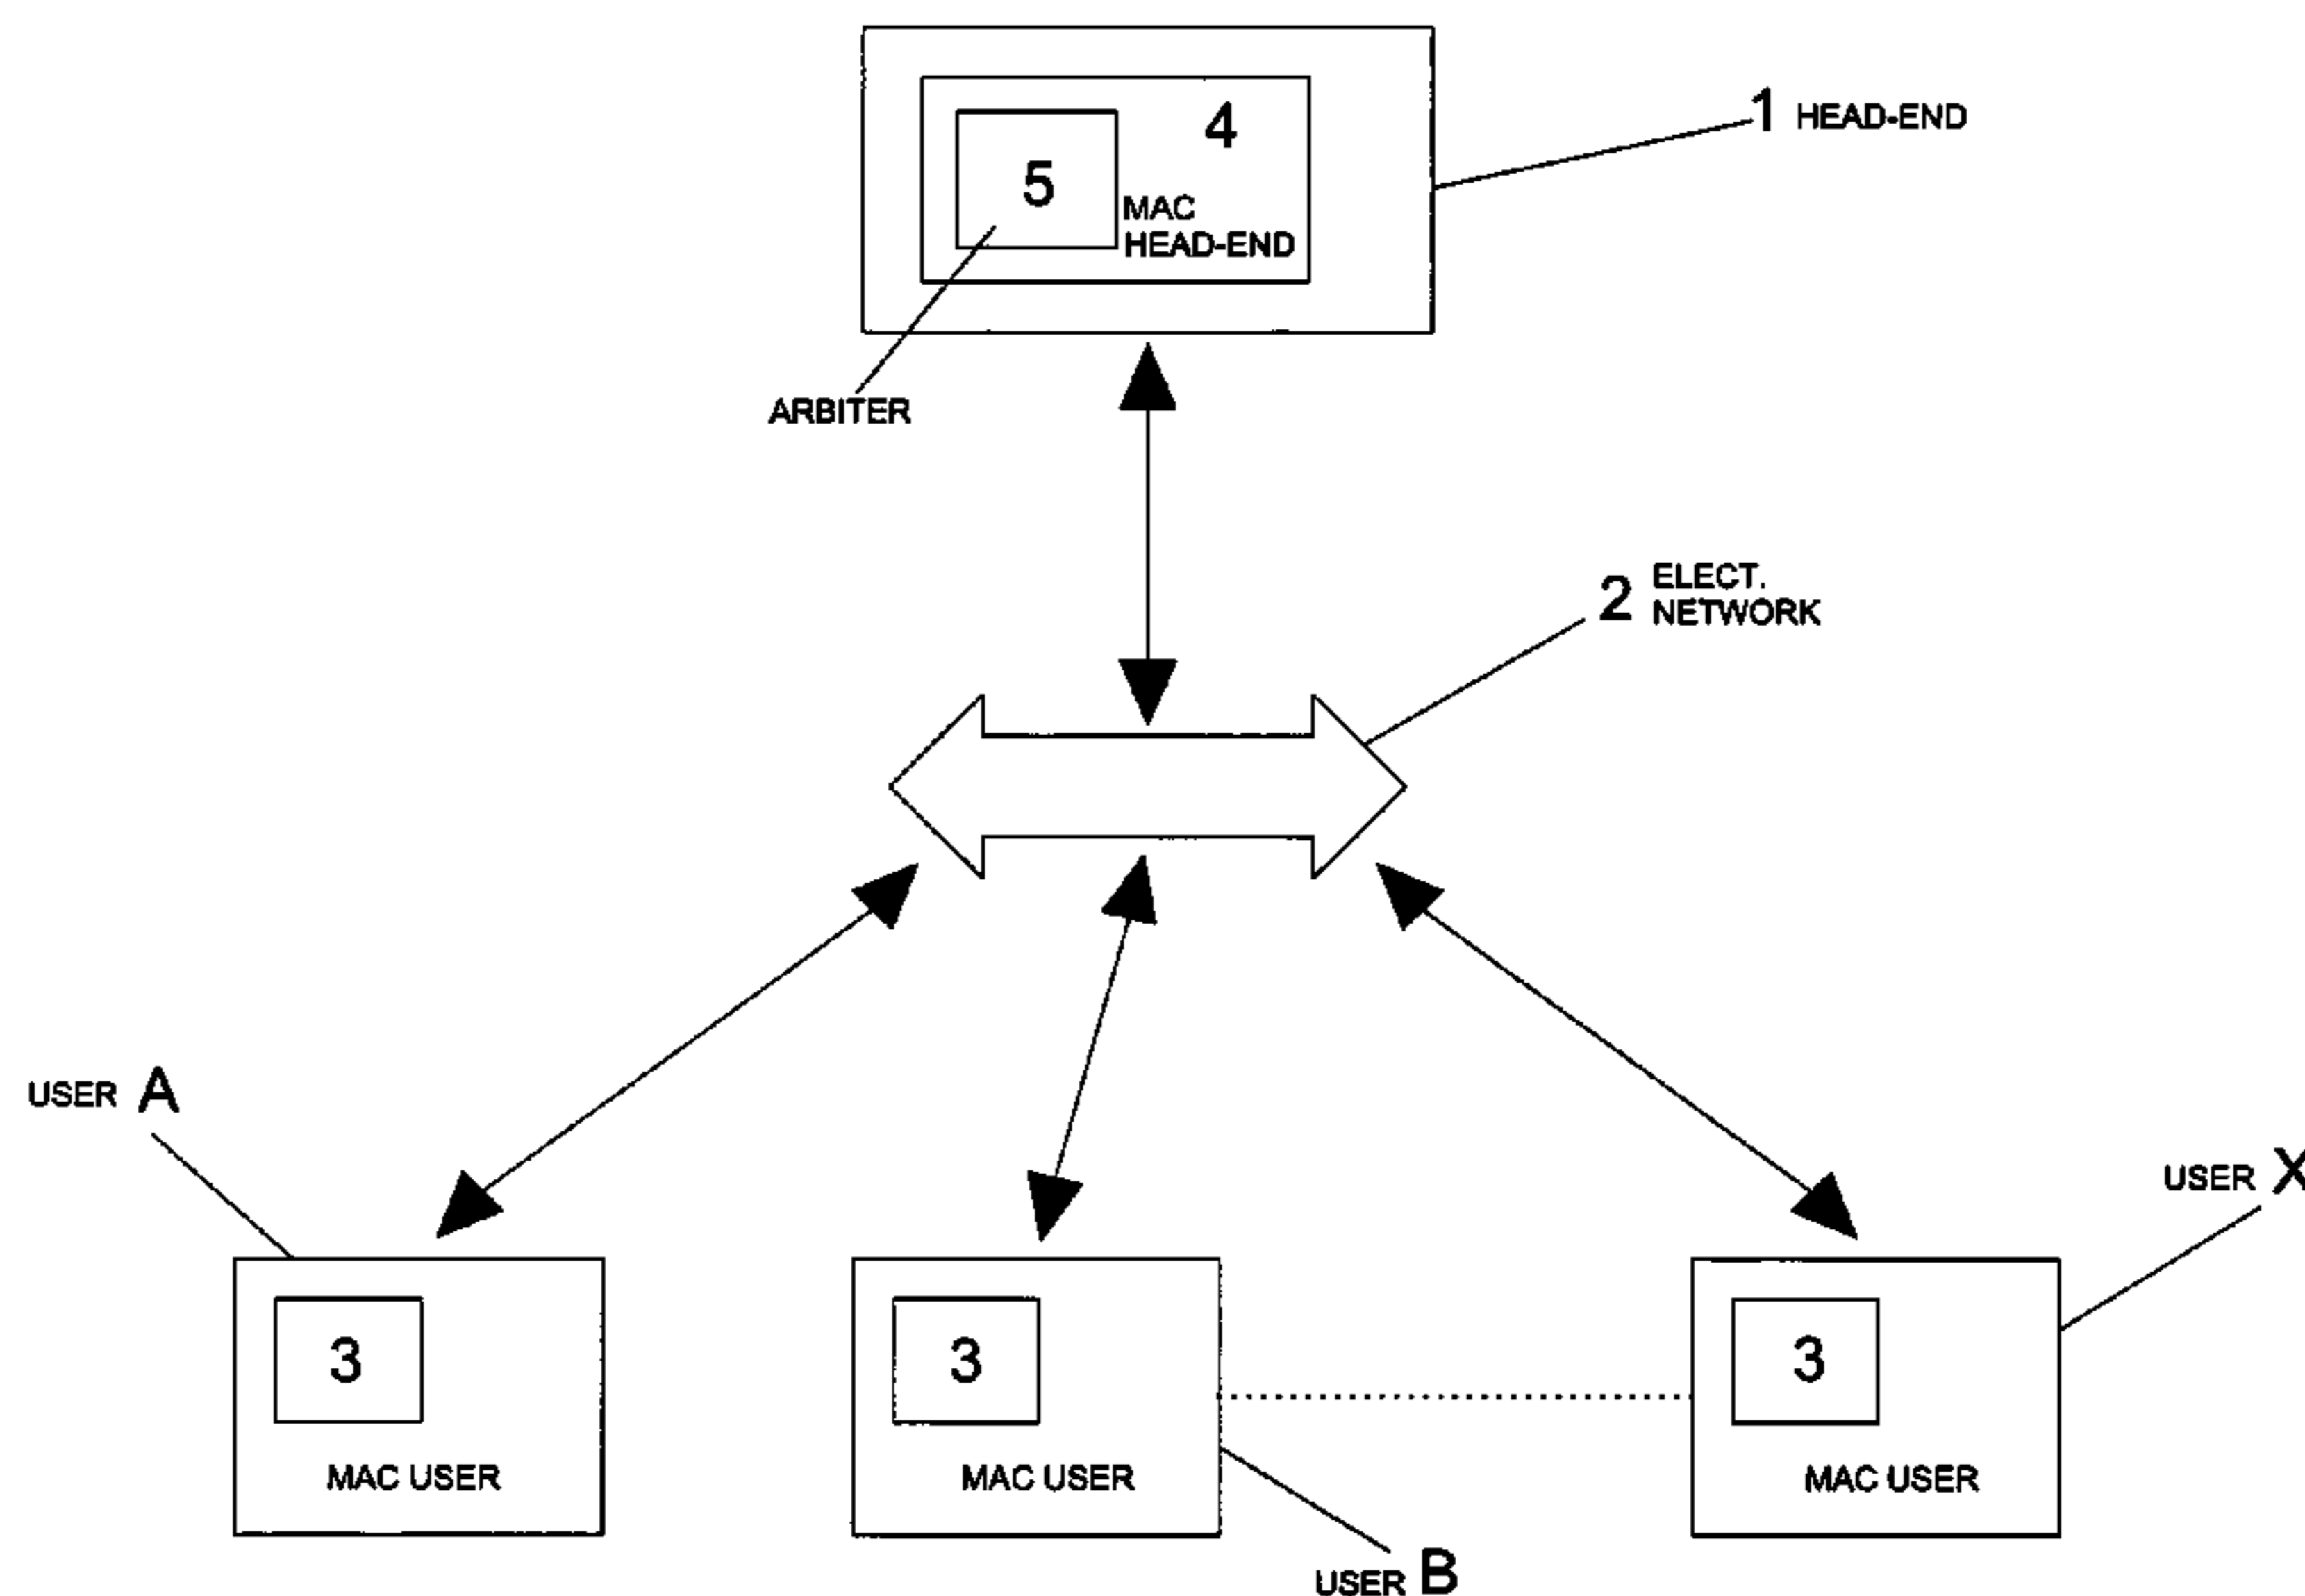 4
1 HEAD-END
5
MAC
HEAD-END
ARBITER
2 ELECT.
NETWORK
USER A
USER X
3
3
3
MAC USER
MAC USER
MAC USER
USER B